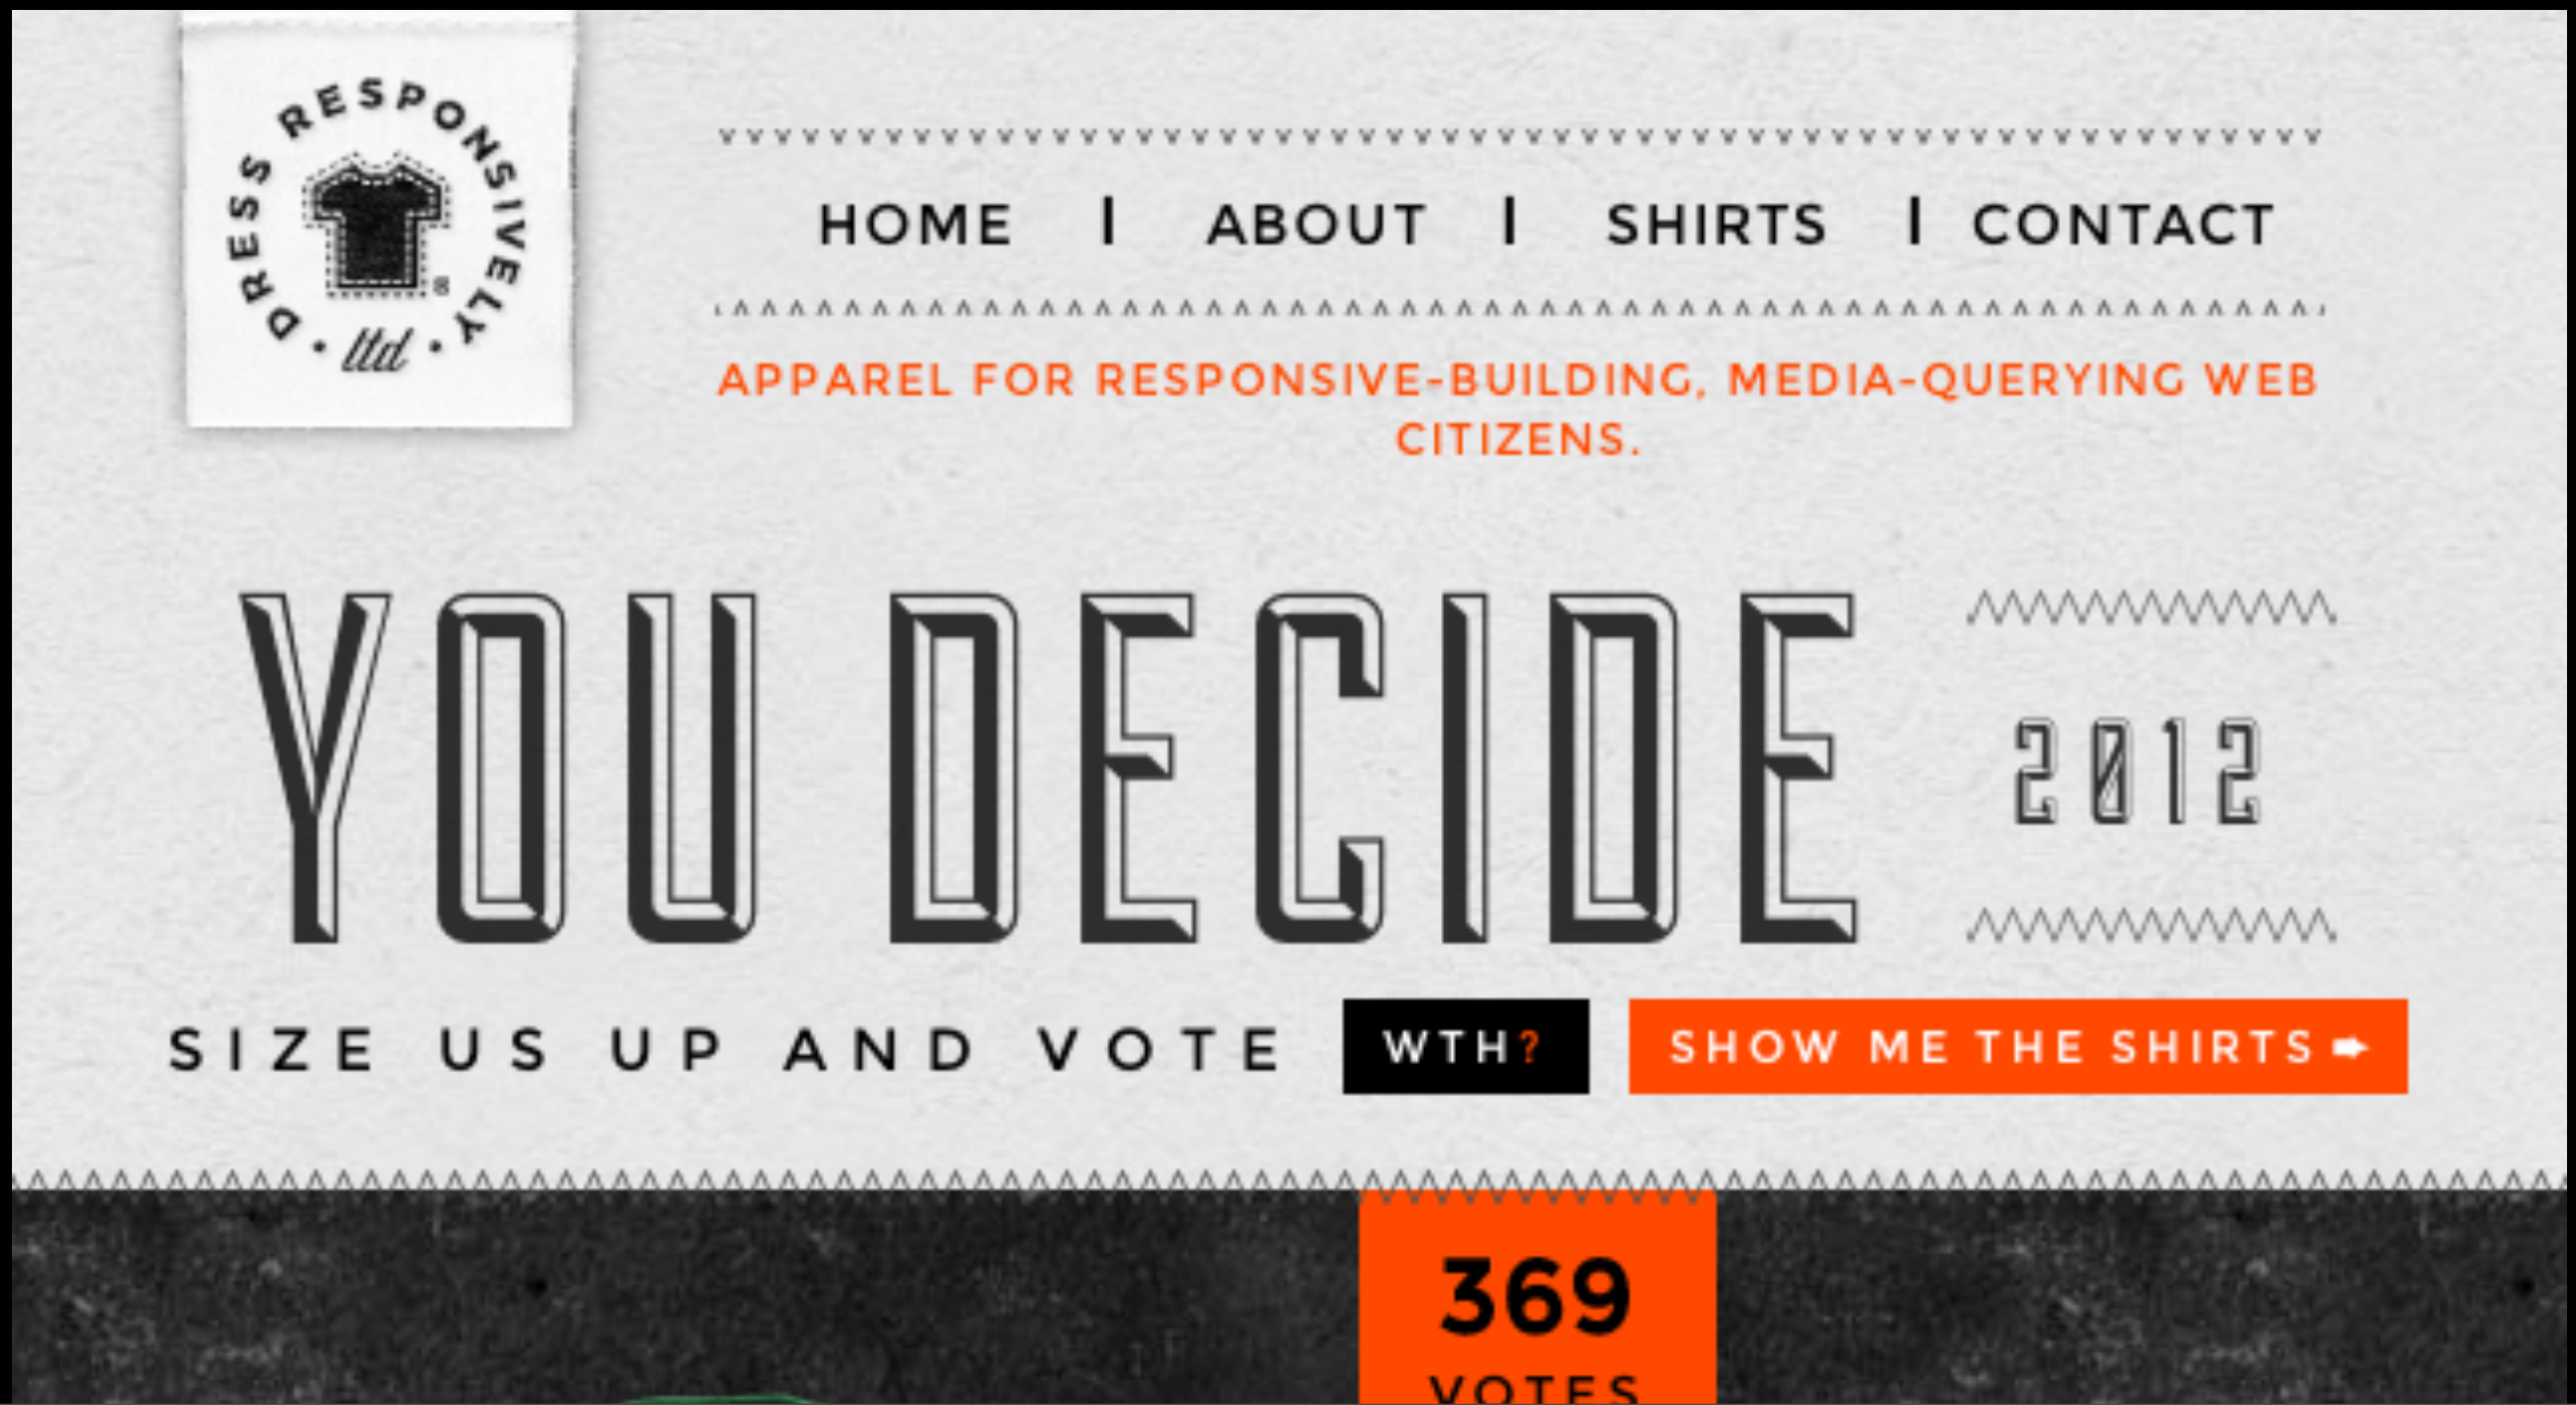 DRESS RESPONSIVELY
• ltd •
HOME | ABOUT | SHIRTS | CONTACT
APPAREL FOR RESPONSIVE-BUILDING, MEDIA-QUERYING WEB
CITIZENS.
YOU DECIDE
2012
SIZE US UP AND VOTE
WTH?
SHOW ME THE SHIRTS
369
VOTES